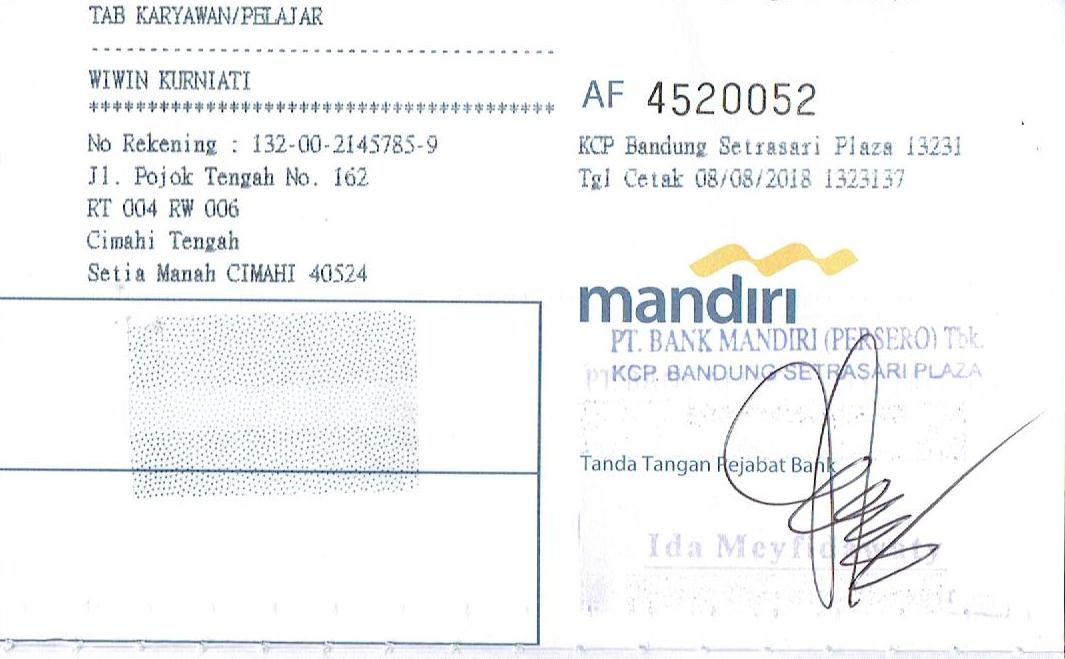 TAB KARYAWAN/PELAJAR
WIWIN KURNIATI
****************************************
No Rekening : 132-00-2145785-9
Jl. Pojok Tengah No. 162
RT 004 RW 006
Cimahi Tengah
Setia Manah CIMAHI 40524
AF 4520052
KCP Bandung Setrasari Plaza 13231
Tgl Cetak 08/08/2018 1323137
mandiri
PT. BANK MANDIRI (PERSERO) Tbk.
KCP. BANDUNG SETRASARI PLAZA
Tanda Tangan Pejabat Bank
Ida